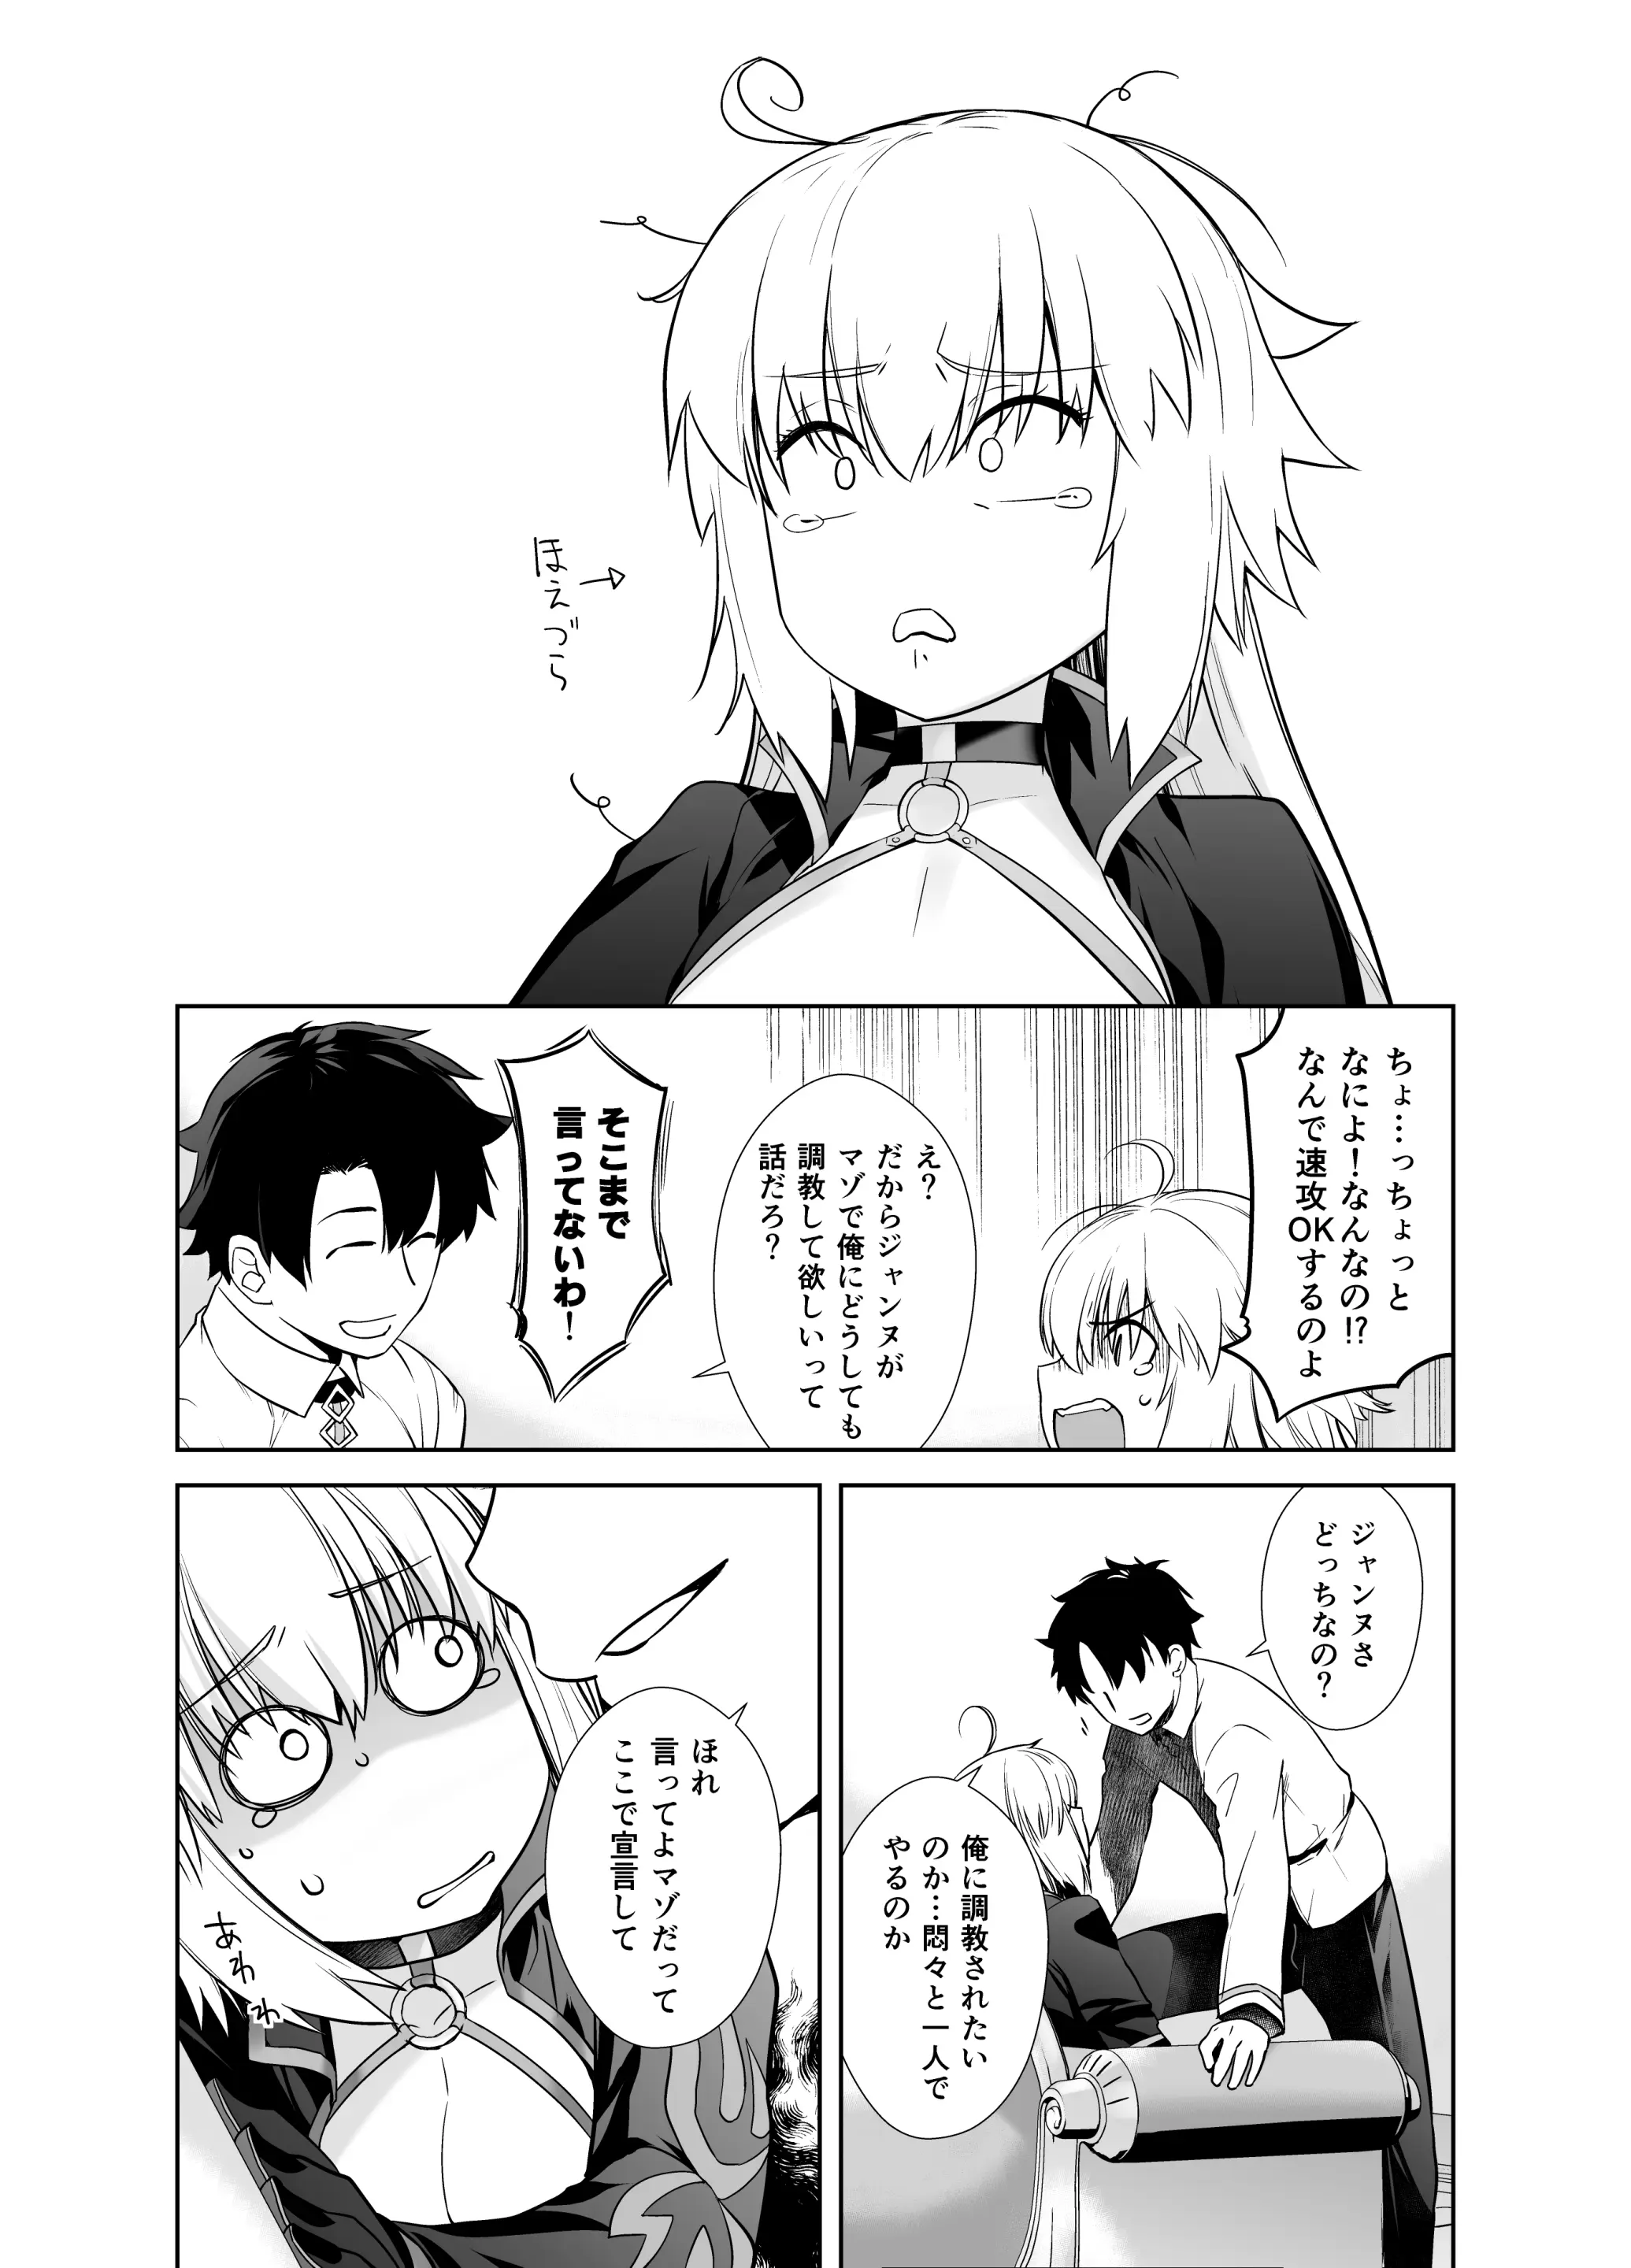 ほえづら
ちょ…っちょっと
なによ！なんなの!?
なんで速攻OKするのよ
え？
だからジャンヌが
マゾで俺にどうしても
調教して欲しいって
話だろ？
そこまで
言ってないわ！
ジャンヌさ
どっちなの？
俺に調教されたい
のか…悶々と一人で
やるのか
ほれ
言ってよマゾだって
ここで宣言して
あわわわ